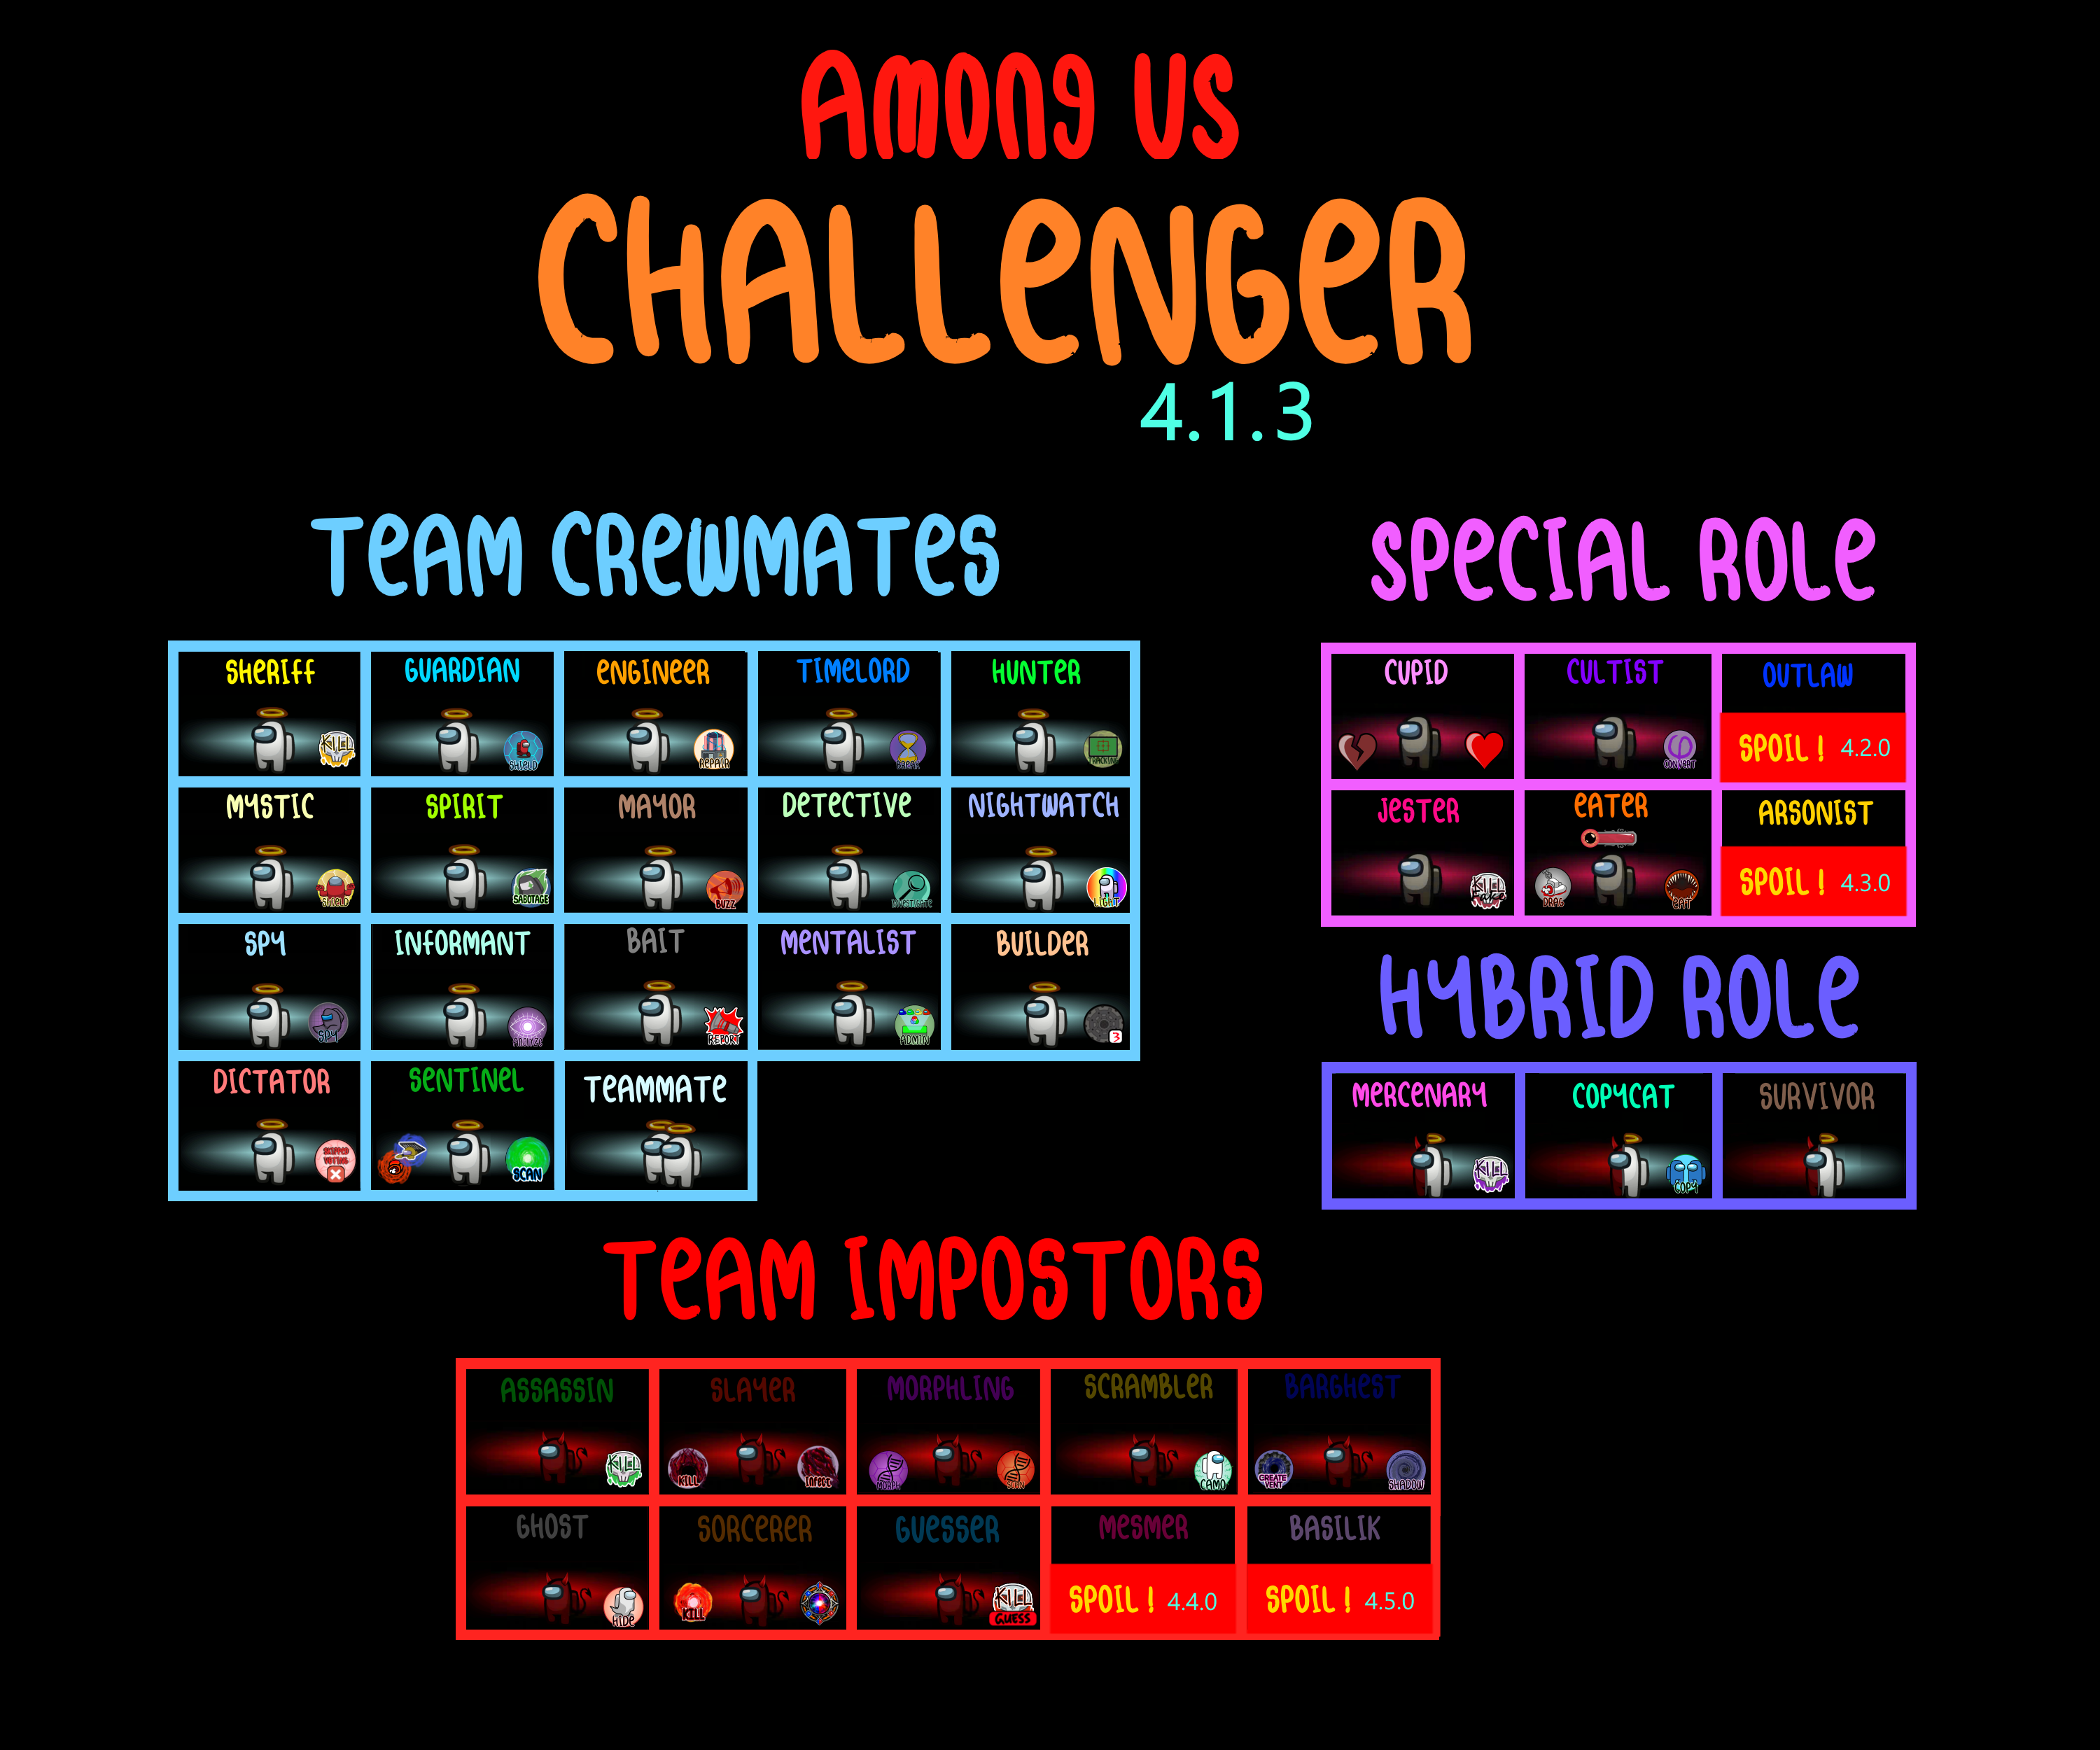 AMONG US
CHALLENGER
4.1.3
TEAM CREWMATES
SPECIAL ROLE
SHERIFF GUARDIAN ENGINEER TIMELORD HUNTER
KILL SHIELD REPAIR BREAK TRACKING
MYSTIC SPIRIT MAYOR DETECTIVE NIGHTWATCH
SHIELD SABOTAGE BUZZ INVESTIGATE LIGHT
SPY INFORMANT BAIT MENTALIST BUILDER
SPY ANALYZE REPORT ADMIN 3
DICTATOR SENTINEL TEAMMATE
SKIPPED VOTING SCAN
CUPID CULTIST OUTLAW
CONVERT SPOIL ! 4.2.0
JESTER EATER ARSONIST
KILL DRAG EAT SPOIL ! 4.3.0
HYBRID ROLE
MERCENARY COPYCAT SURVIVOR
KILL COPY
TEAM IMPOSTORS
ASSASSIN SLAYER MORPHLING SCRAMBLER BARGHEST
KILL KILL INFECT MORPH SCAN CAMO CREATE VENT SHADOW
GHOST SORCERER GUESSER MESMER BASILIK
HIDE KILL KILL GUESS SPOIL ! 4.4.0 SPOIL ! 4.5.0